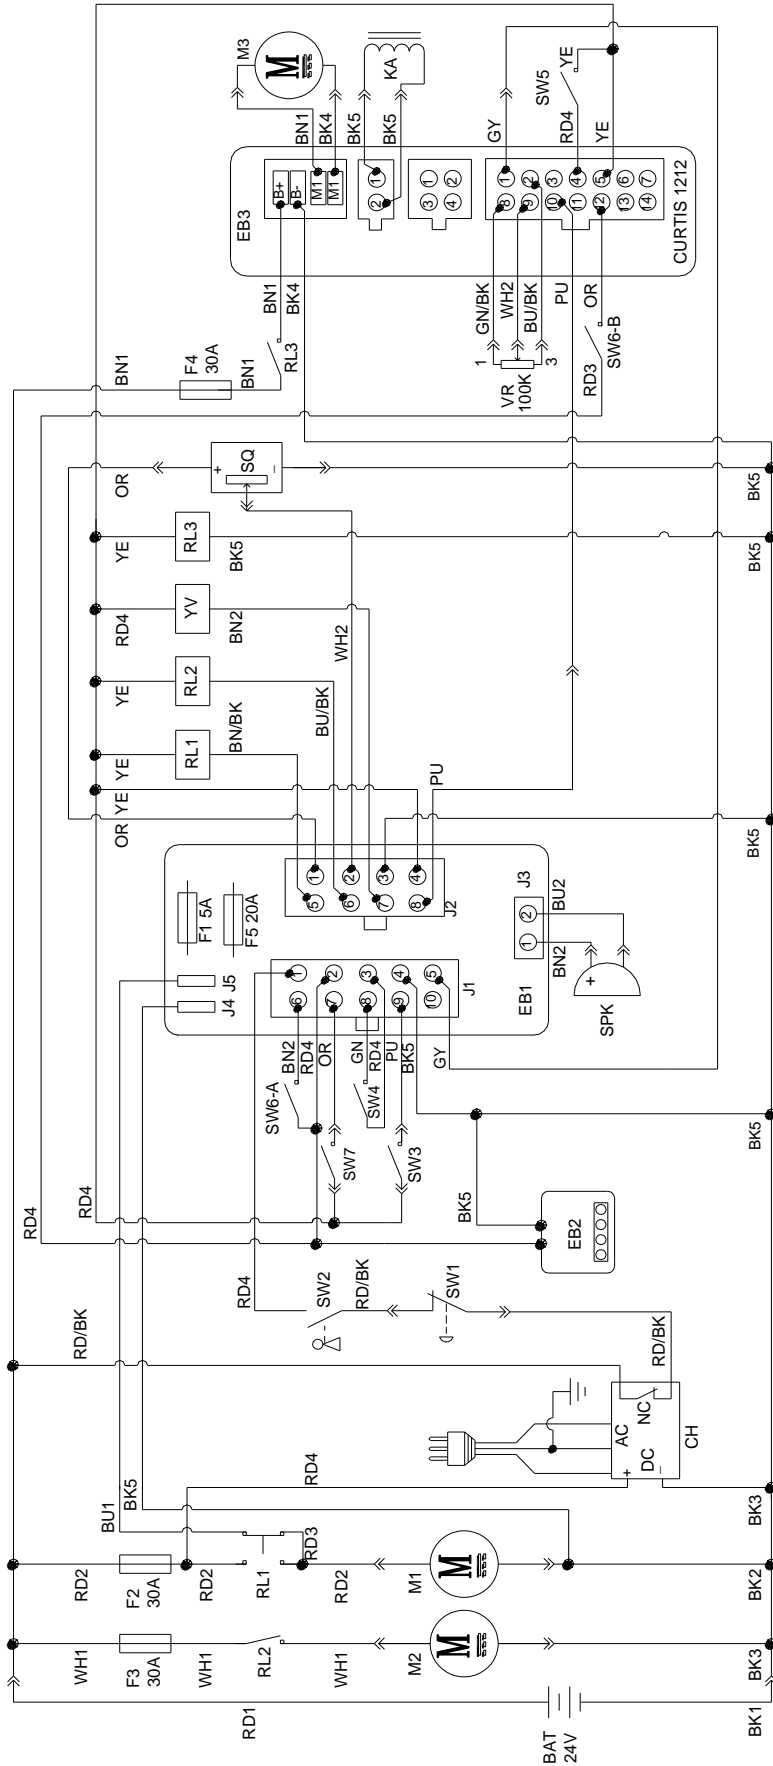 RD1
BAT
24V
BK1
WH1
F3
30A
WH1
RL2
WH1
M2
M
BK3
RD2
F2
30A
RD2
RL1
RD3
RD2
M1
M
BK2
BU1
BK5
RD4
+
–
DC
AC
NC
CH
BK3
RD/BK
RD/BK
SW1
RD/BK
SW2
RD4
RD4
RD4
EB2
BK5
BK5
SW6-A
SW7
SW4
SW3
BN2
RD4
OR
GN
RD4
PU
BK5
GY
J4
J5
F1 5A
F5 20A
EB1
J1
6
1
7
2
8
3
9
4
10
5
J2
5
1
6
2
7
3
8
4
J3
1
2
BN2
BU2
+
SPK
OR
YE
YE
RL1
BN/BK
YE
RL2
BU/BK
RD4
YV
BN2
YE
RL3
BK5
WH2
PU
OR
+
SQ
–
BK5
BK5
BK5
BN1
F4
30A
BN1
RL3
BN1
BK4
EB3
B+
B-
M1
M1
2
1
3
1
4
2
CURTIS 1212
8
1
9
2
10
3
11
4
12
5
13
6
14
7
1
VR
100K
3
GN/BK
WH2
BU/BK
PU
OR
RD3
SW6-B
BN1
BK4
M3
M
BK5
BK5
KA
GY
SW5
RD4
YE
YE